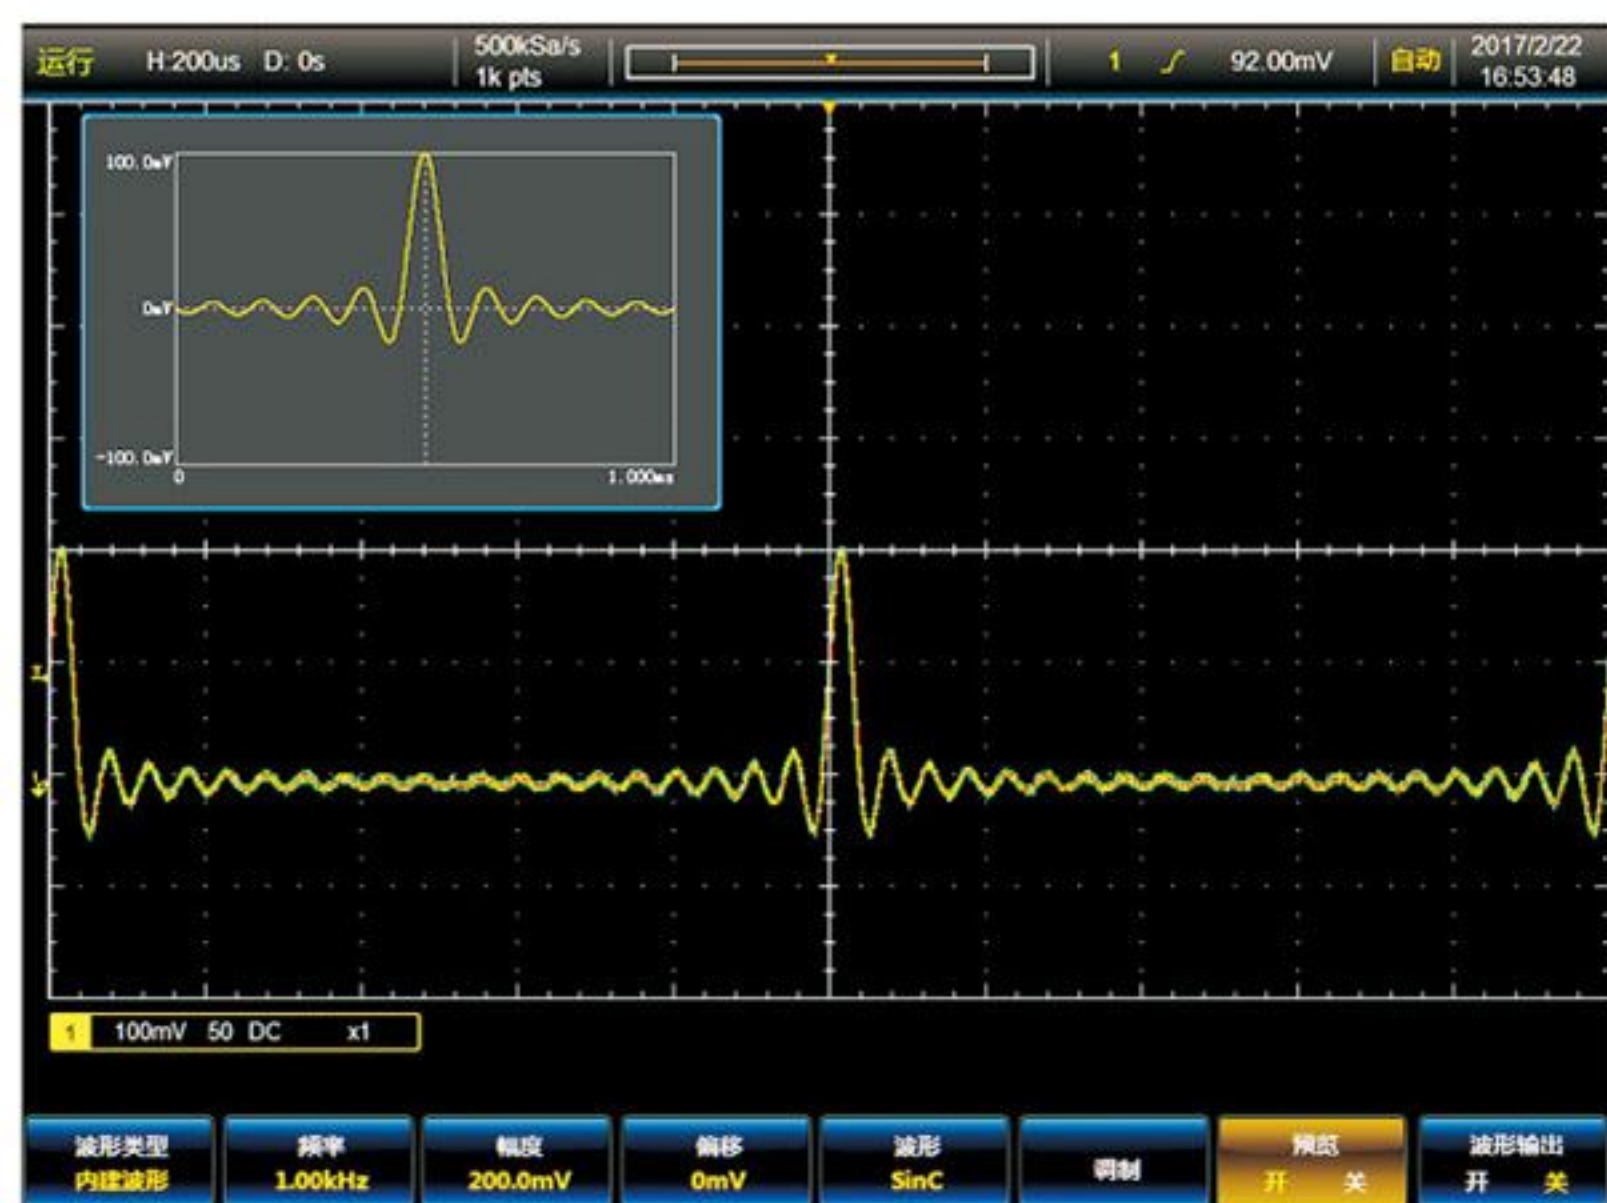 运行 H:200us D: 0s 500kSa/s 1 92.00mV 自动 2017/2/22
1k pts 16:53:48
100.0mV
0mV
-100.0mV
0 1.000ms
1 100mV 50 DC x1
波形类型 频率 幅度 偏移 波形 调制 预览 波形输出
内建波形 1.00kHz 200.0mV 0mV SinC 开 关 开 关